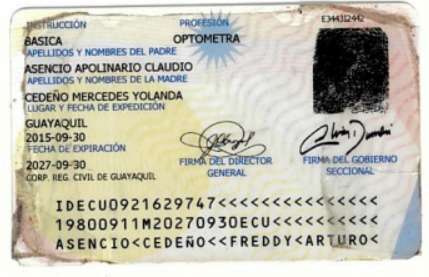 INSTRUCCIÓN PROFESIÓN E344312442
BASICA OPTOMETRA
APELLIDOS Y NOMBRES DEL PADRE
ASENCIO APOLINARIO CLAUDIO
APELLIDOS Y NOMBRES DE LA MADRE
CEDEÑO MERCEDES YOLANDA
LUGAR Y FECHA DE EXPEDICIÓN
GUAYAQUIL
2015-09-30
FECHA DE EXPIRACIÓN
2027-09-30
CORP. REG. CIVIL DE GUAYAQUIL
FIRMA DEL DIRECTOR GENERAL
FIRMA DEL GOBIERNO SECCIONAL
IDECU0921629747<<<<<<<<<<<<<<<
19800911M20270930ECU<<<<<<<<<<
ASENCIO<CEDEÑO<<FREDDY<ARTURO<